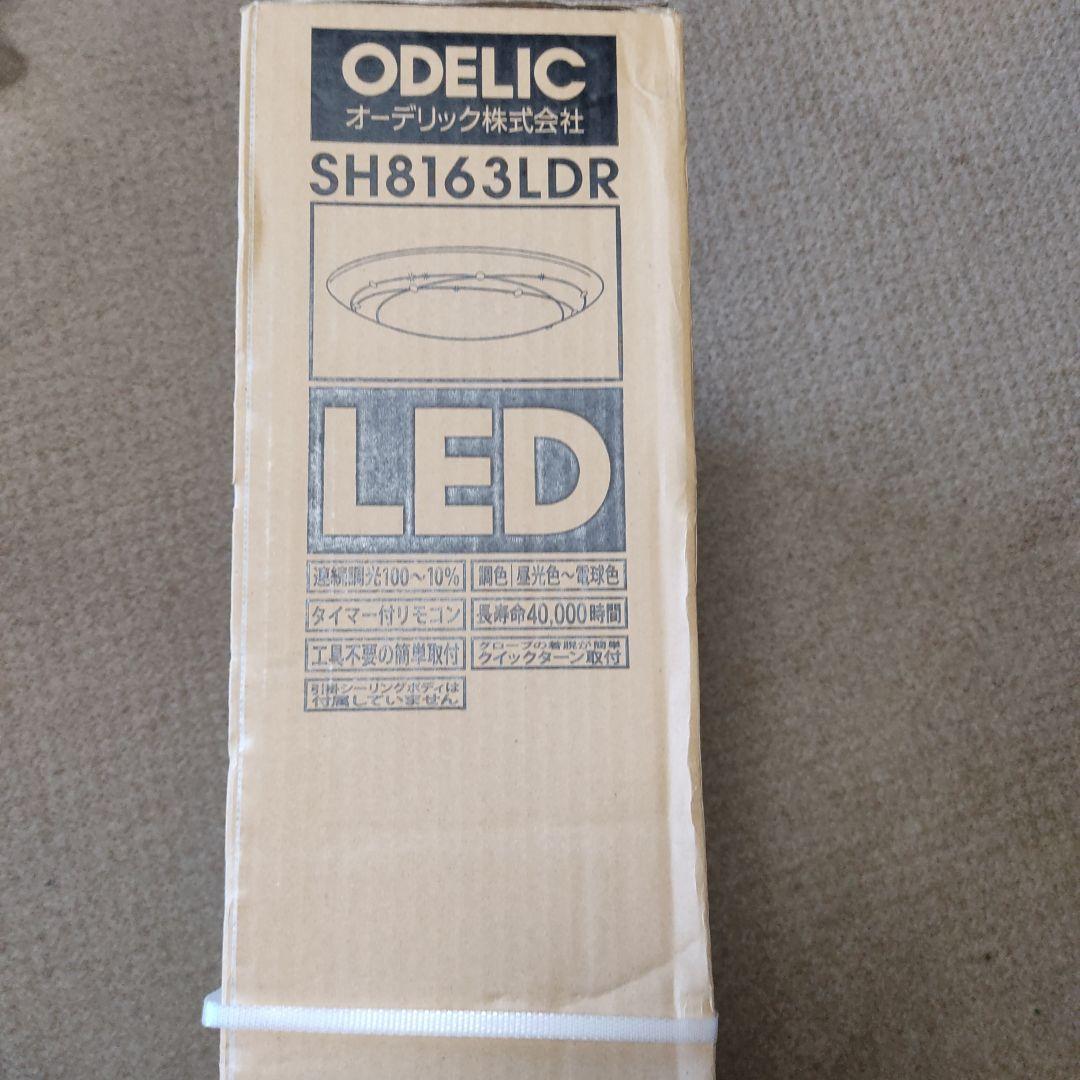 ODELIC
オーデリック株式会社
SH8163LDR
LED
連続調光100～10%
調色|昼光色～電球色
タイマー付リモコン
長寿命40,000時間
工具不要の簡単取付
グローブの着脱が簡単
クイックターン取付
引掛シーリングボディは
付属していません